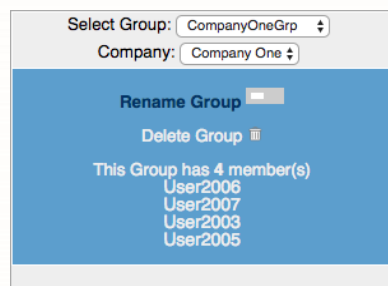 Select Group: CompanyOneGrp
Company: Company One
Rename Group
Delete Group
This Group has 4 member(s)
User2006
User2007
User2003
User2005